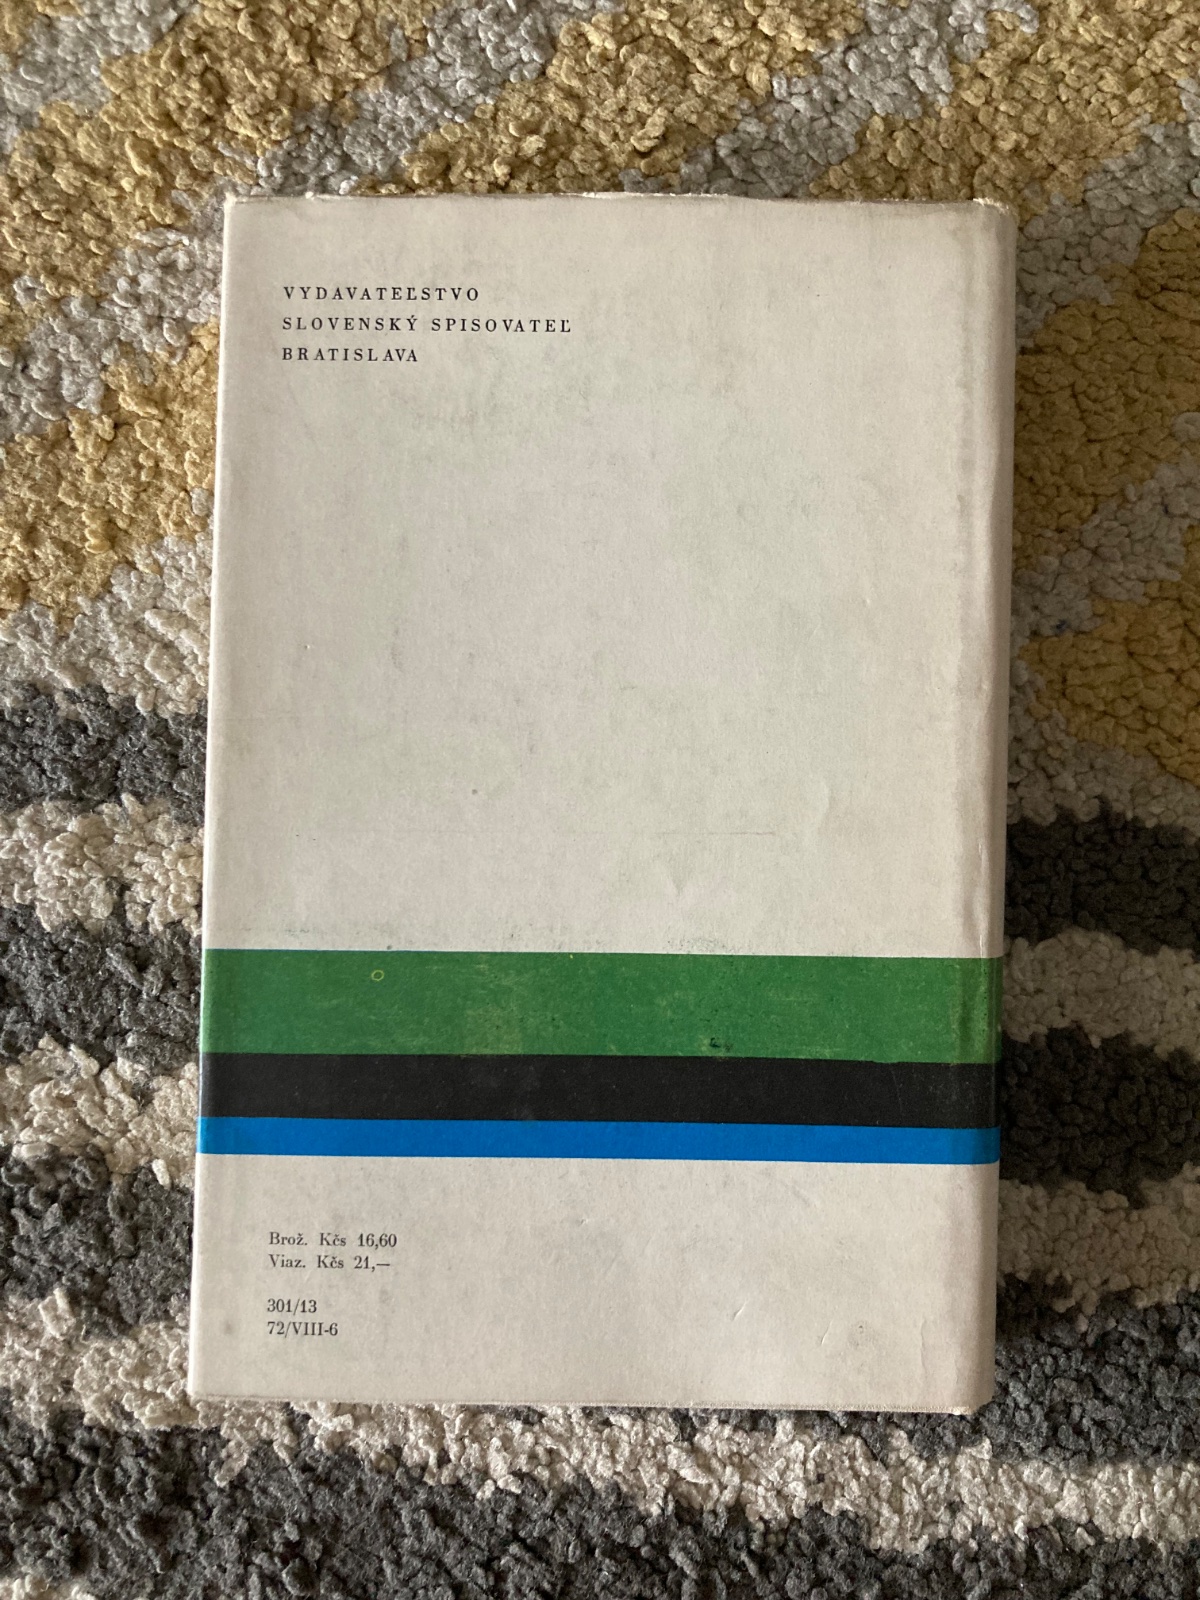 VYDAVATEĽSTVO
SLOVENSKÝ SPISOVATEĽ
BRATISLAVA
Brož. Kčs 16,60
Viaz. Kčs 21,—
301/13
72/VIII-6